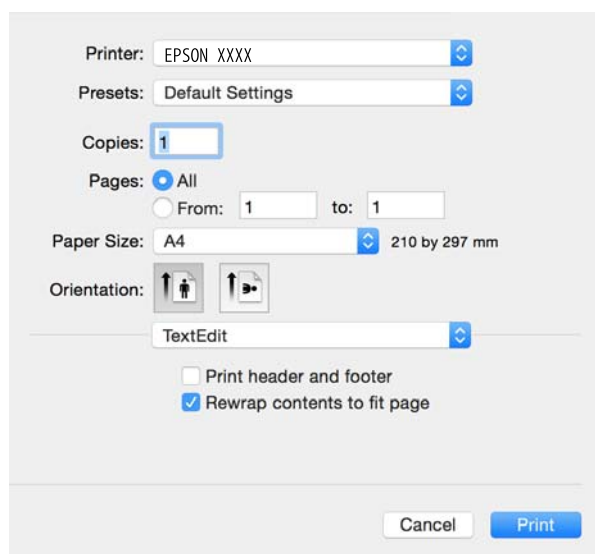 Printer: EPSON XXXX
Presets: Default Settings
Copies: 1
Pages: All
From: 1 to: 1
Paper Size: A4 210 by 297 mm
Orientation:
TextEdit
Print header and footer
Rewrap contents to fit page
Cancel Print